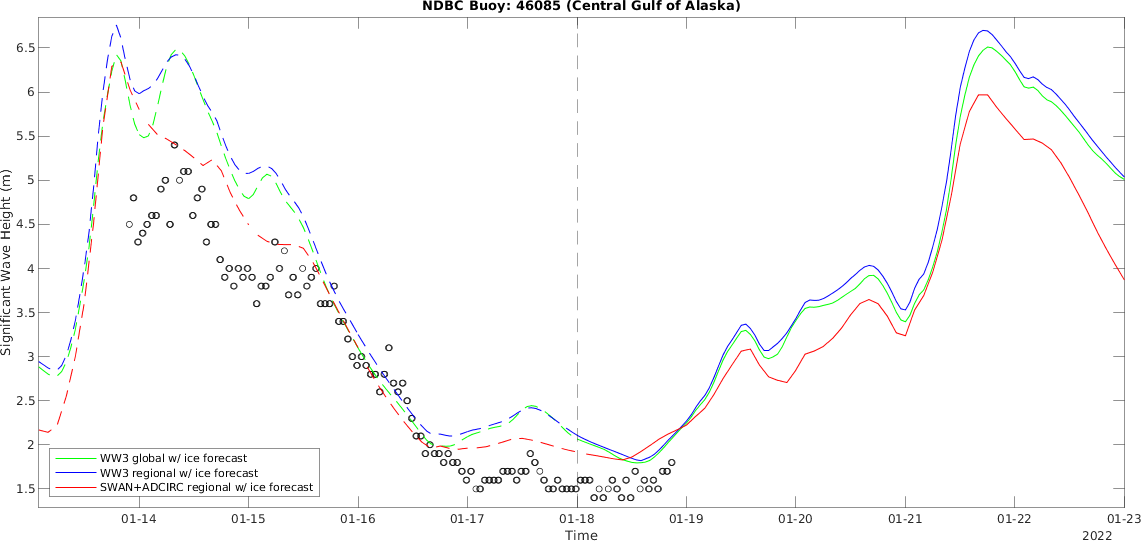 NDBC Buoy: 46085 (Central Gulf of Alaska)
Significant Wave Height (m)
6.5
6
5.5
5
4.5
4
3.5
3
2.5
2
1.5
WW3 global w/ ice forecast
WW3 regional w/ ice forecast
SWAN+ADCIRC regional w/ ice forecast
01-14 01-15 01-16 01-17 01-18 01-19 01-20 01-21 01-22 01-23
Time
2022